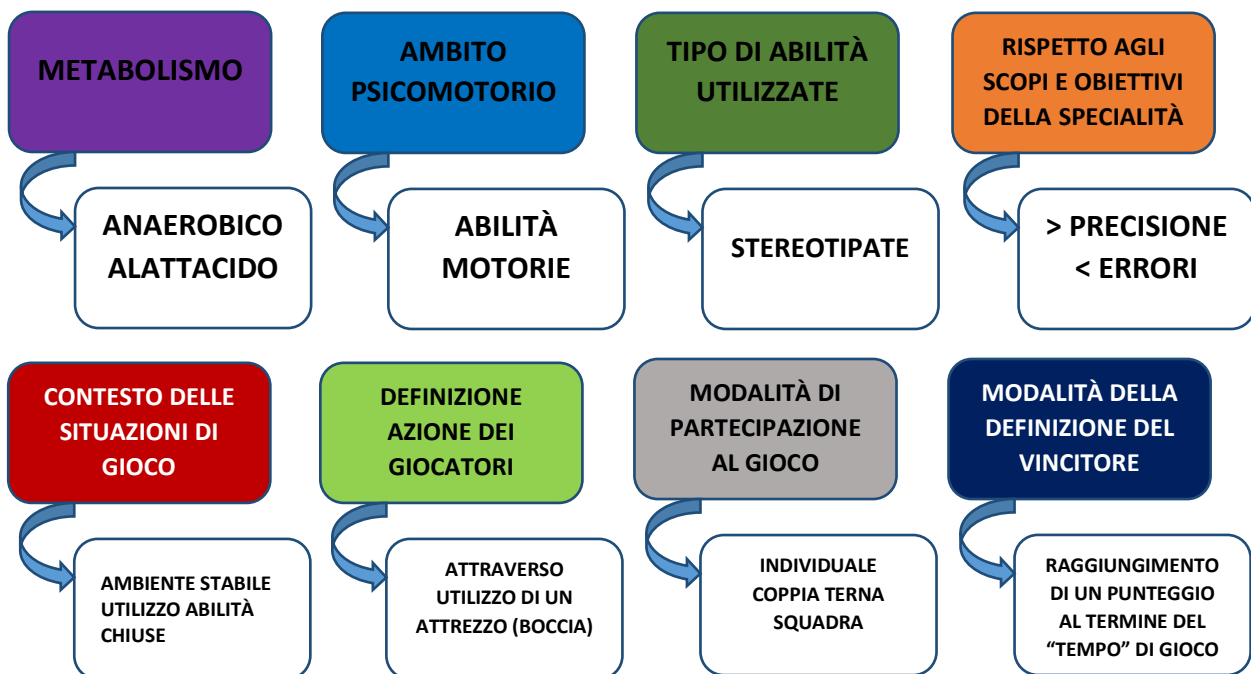 METABOLISMO
ANAEROBICO
ALATTACIDO
AMBITO
PSICOMOTORIO
ABILITÀ
MOTORIE
TIPO DI ABILITÀ
UTILIZZATE
STEREOTIPATE
RISPETTO AGLI
SCOPI E OBIETTIVI
DELLA SPECIALITÀ
> PRECISIONE
< ERRORI
CONTESTO DELLE
SITUAZIONI DI
GIOCO
AMBIENTE STABILE
UTILIZZO ABILITÀ
CHIUSE
DEFINIZIONE
AZIONE DEI
GIOCATORI
ATTRAVERSO
UTILIZZO DI UN
ATTREZZO (BOCCIA)
MODALITÀ DI
PARTECIPAZIONE
AL GIOCO
INDIVIDUALE
COPPIA TERNA
SQUADRA
MODALITÀ DELLA
DEFINIZIONE DEL
VINCITORE
RAGGIUNGIMENTO
DI UN PUNTEGGIO
AL TERMINE DEL
“TEMPO” DI GIOCO